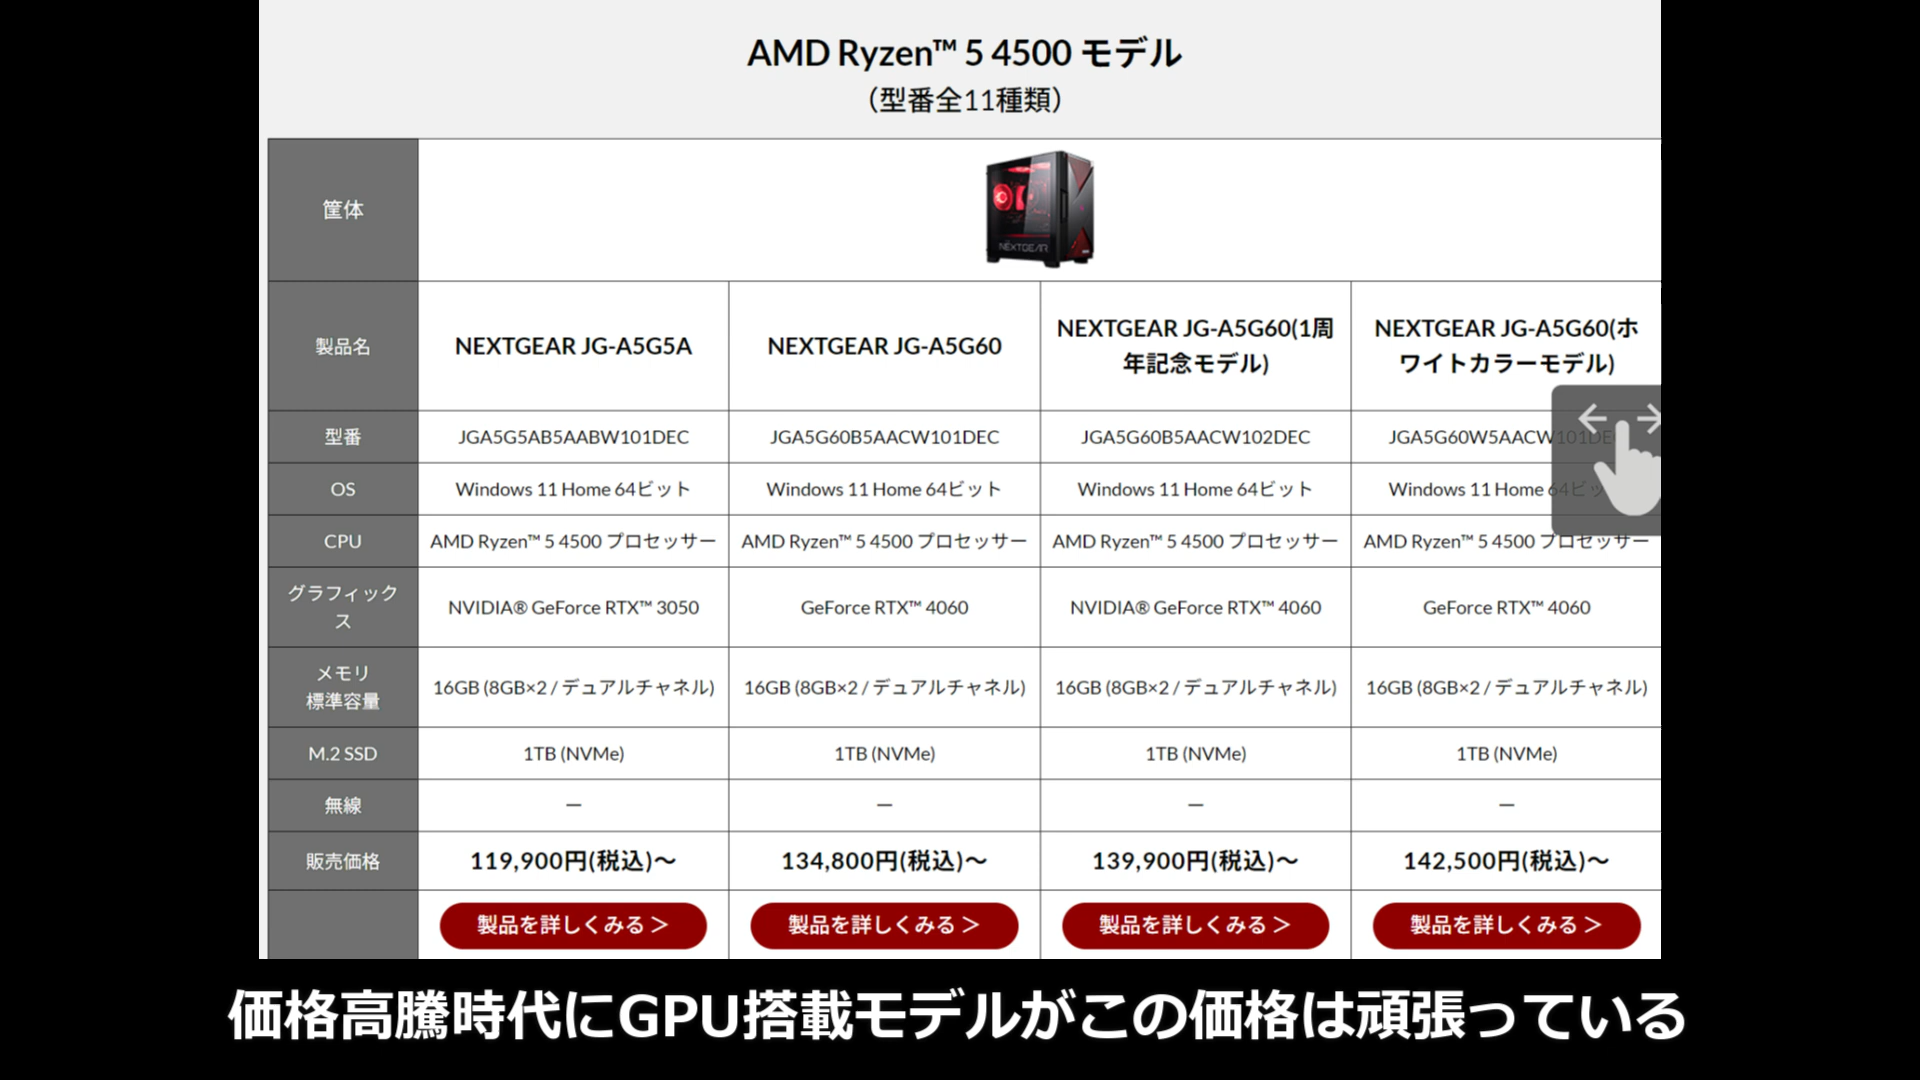 AMD Ryzen™ 5 4500 モデル
（型番全11種類）
筐体
NEXTGEAR
製品名
NEXTGEAR JG-A5G5A
NEXTGEAR JG-A5G60
NEXTGEAR JG-A5G60(1周
年記念モデル)
NEXTGEAR JG-A5G60(ホ
ワイトカラーモデル)
型番
JGA5G5AB5AABW101DEC
JGA5G60B5AACW101DEC
JGA5G60B5AACW102DEC
JGA5G60W5AACW101DEC
OS
Windows 11 Home 64ビット
Windows 11 Home 64ビット
Windows 11 Home 64ビット
Windows 11 Home 64ビッ
CPU
AMD Ryzen™ 5 4500 プロセッサー
AMD Ryzen™ 5 4500 プロセッサー
AMD Ryzen™ 5 4500 プロセッサー
AMD Ryzen™ 5 4500 プロセッサー
グラフィック
ス
NVIDIA® GeForce RTX™ 3050
GeForce RTX™ 4060
NVIDIA® GeForce RTX™ 4060
GeForce RTX™ 4060
メモリ
標準容量
16GB (8GB×2 / デュアルチャネル)
16GB (8GB×2 / デュアルチャネル)
16GB (8GB×2 / デュアルチャネル)
16GB (8GB×2 / デュアルチャネル)
M.2 SSD
1TB (NVMe)
1TB (NVMe)
1TB (NVMe)
1TB (NVMe)
無線
―
―
―
―
販売価格
119,900円(税込)～
134,800円(税込)～
139,900円(税込)～
142,500円(税込)～
製品を詳しくみる ＞
製品を詳しくみる ＞
製品を詳しくみる ＞
製品を詳しくみる ＞
価格高騰時代にGPU搭載モデルがこの価格は頑張っている